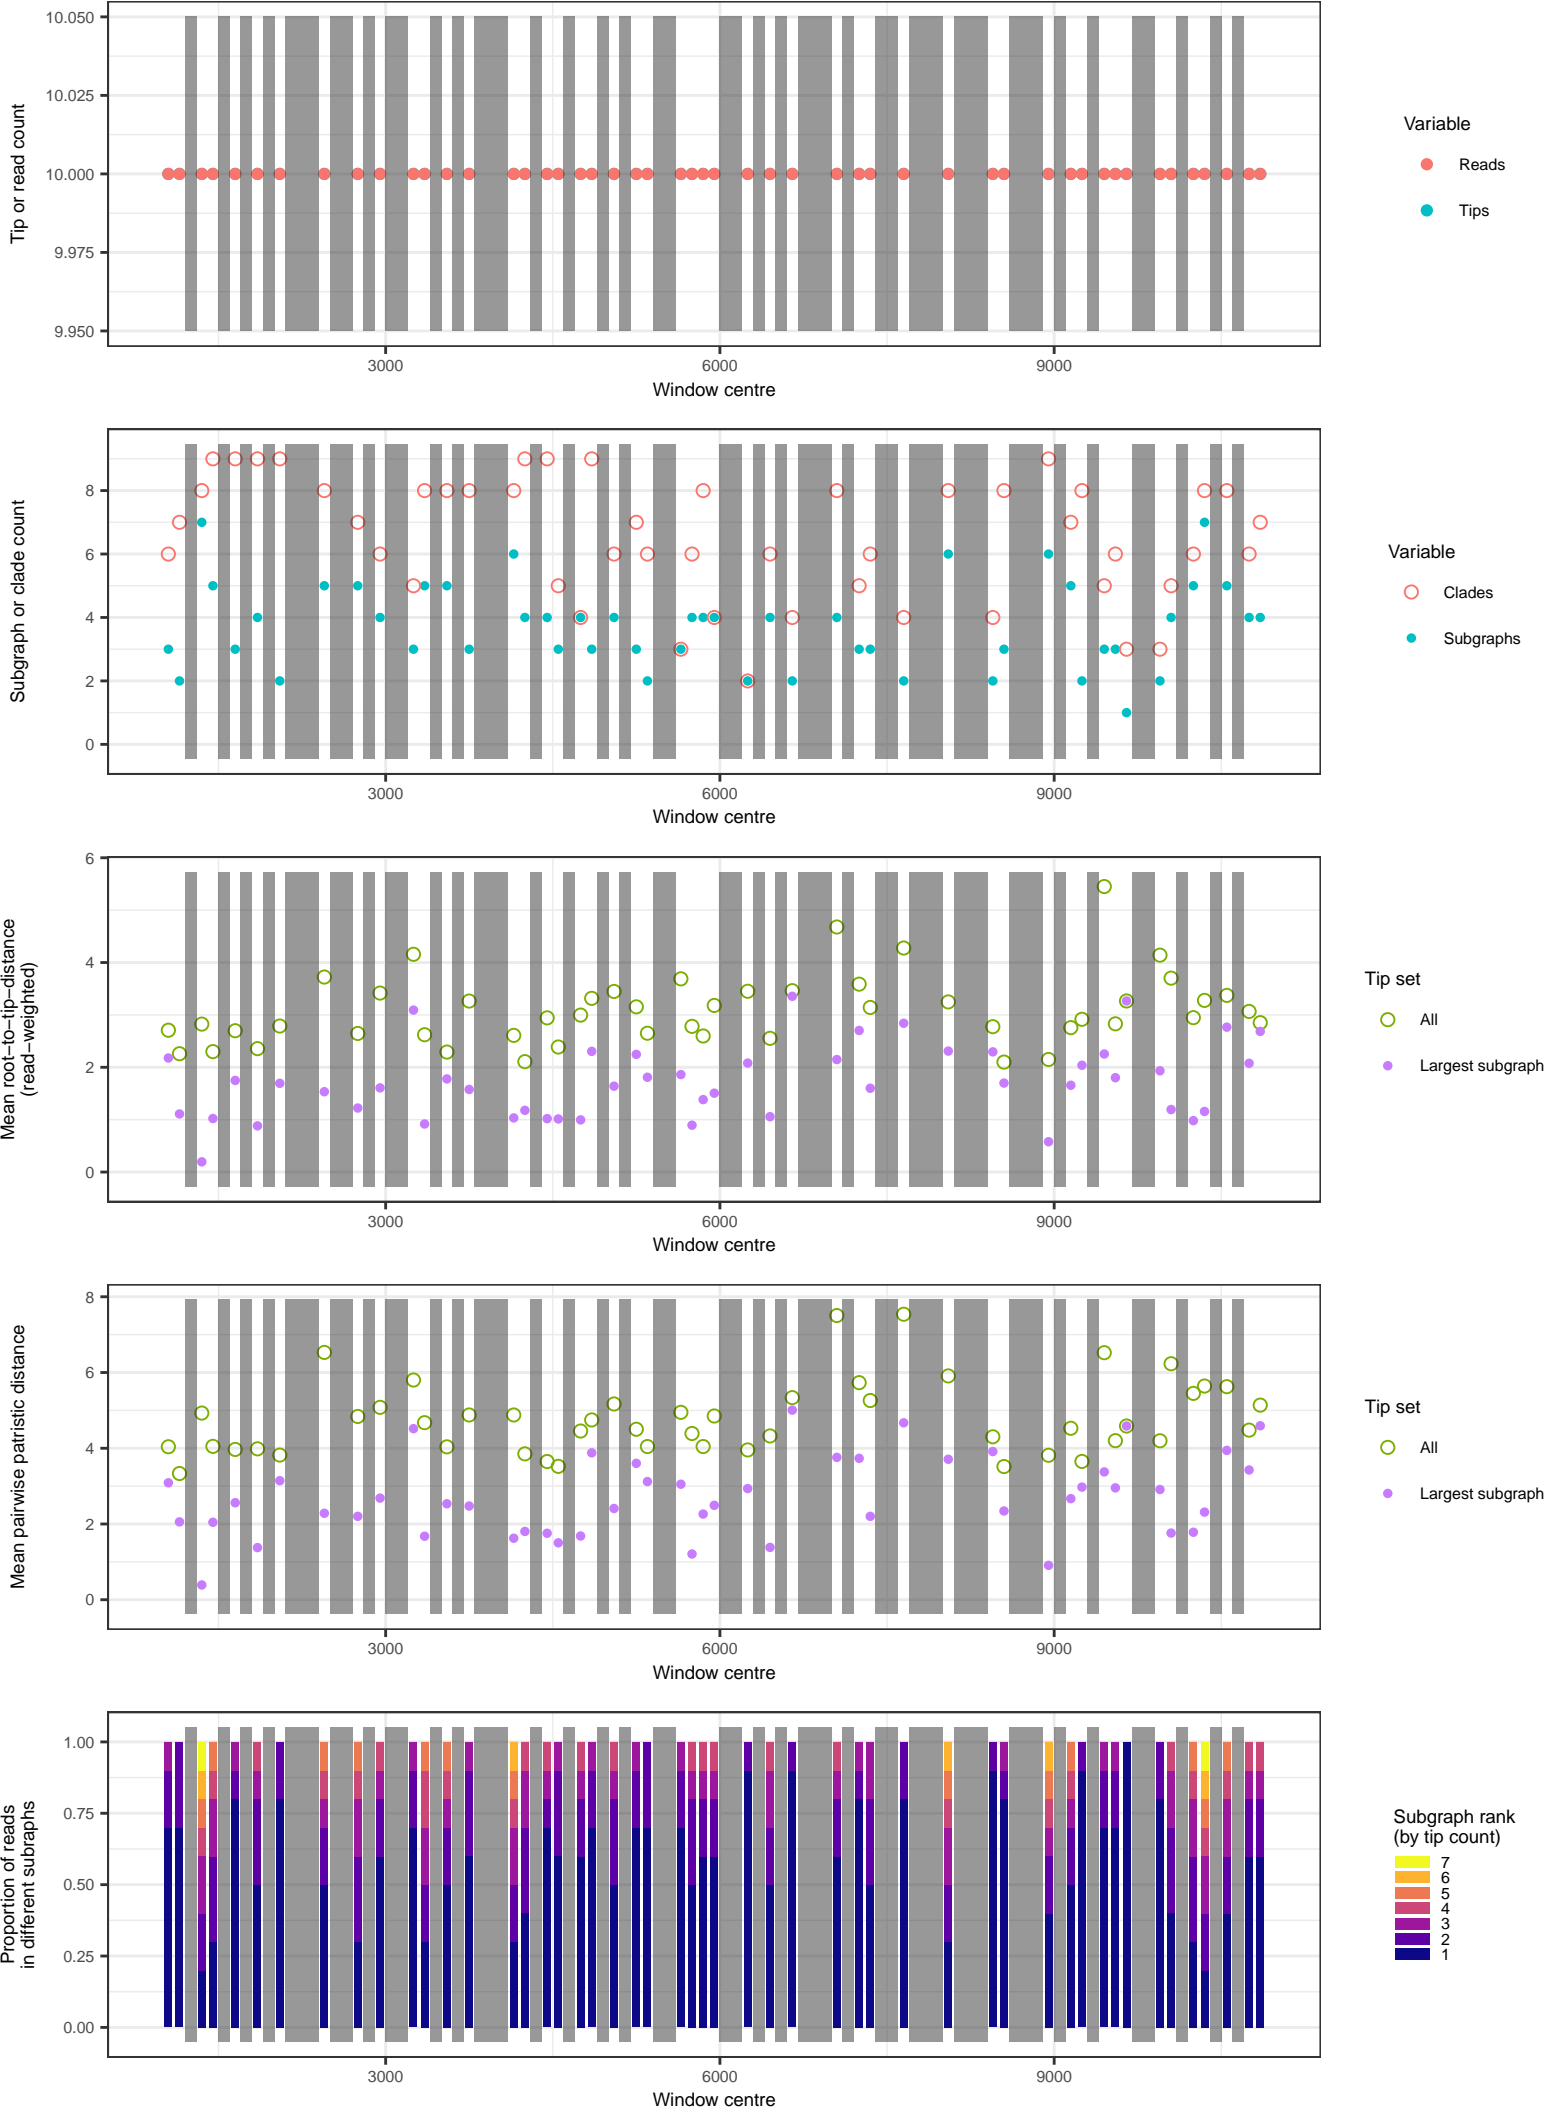 10.050
10.025
10.000
9.975
9.950
Tip or read count
3000
6000
9000
Window centre
Variable
Reads
Tips
8
6
4
2
0
Subgraph or clade count
3000
6000
9000
Window centre
Variable
Clades
Subgraphs
6
4
2
0
Mean root−to−tip−distance
(read−weighted)
3000
6000
9000
Window centre
Tip set
All
Largest subgraph
8
6
4
2
0
Mean pairwise patristic distance
3000
6000
9000
Window centre
Tip set
All
Largest subgraph
1.00
0.75
0.50
0.25
0.00
Proportion of reads
in different subraphs
3000
6000
9000
Window centre
Subgraph rank
(by tip count)
7
6
5
4
3
2
1